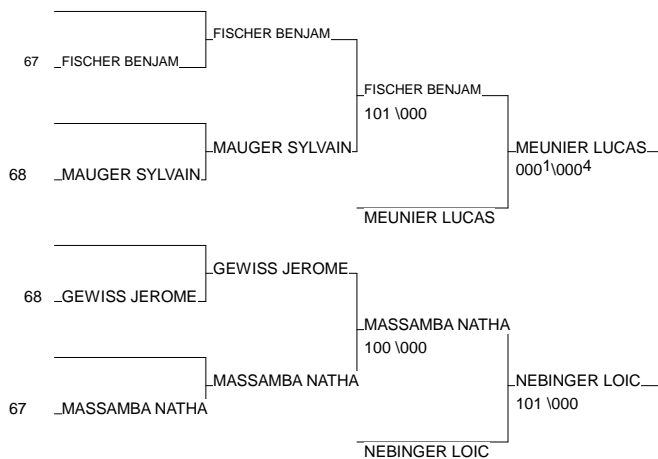 FISCHER BENJAM
67 FISCHER BENJAM
FISCHER BENJAM
101 \000
MAUGER SYLVAIN
MEUNIER LUCAS
000¹\000⁴
68 MAUGER SYLVAIN
MEUNIER LUCAS
GEWISS JEROME
68 GEWISS JEROME
MASSAMBA NATHA
100 \000
MASSAMBA NATHA
NEBINGER LOIC
101 \000
67 MASSAMBA NATHA
NEBINGER LOIC